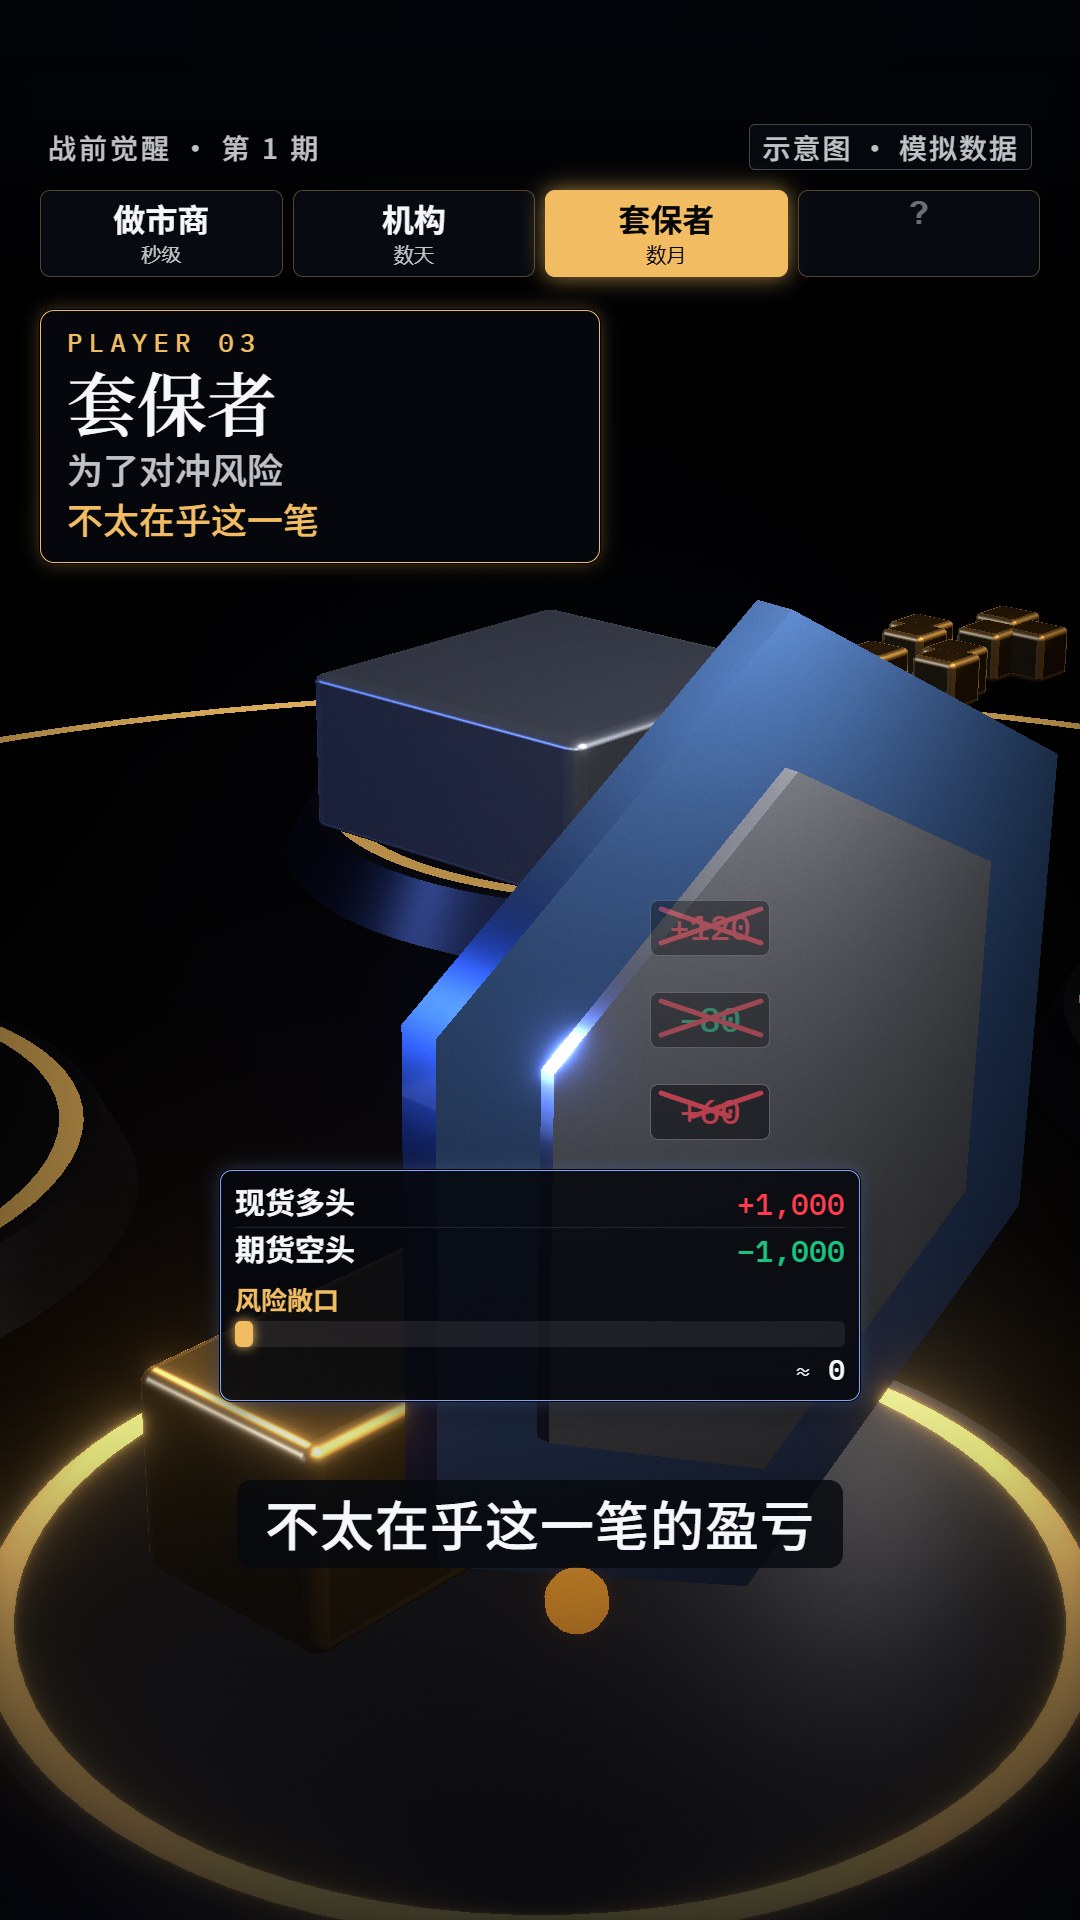 战前觉醒 · 第 1 期
示意图 · 模拟数据
做市商
秒级
机构
数天
套保者
数月
?
PLAYER 03
套保者
为了对冲风险
不太在乎这一笔
+120
-80
+60
现货多头 +1,000
期货空头 -1,000
风险敞口
≈ 0
不太在乎这一笔的盈亏